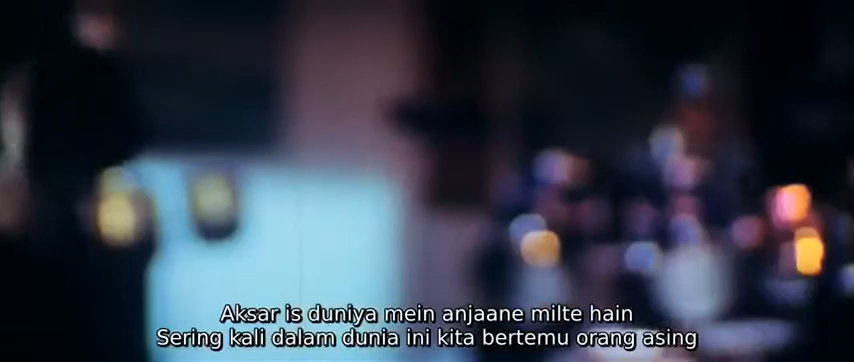 Aksar is duniya mein anjaane milte hain
Sering kali dalam dunia ini kita bertemu orang asing